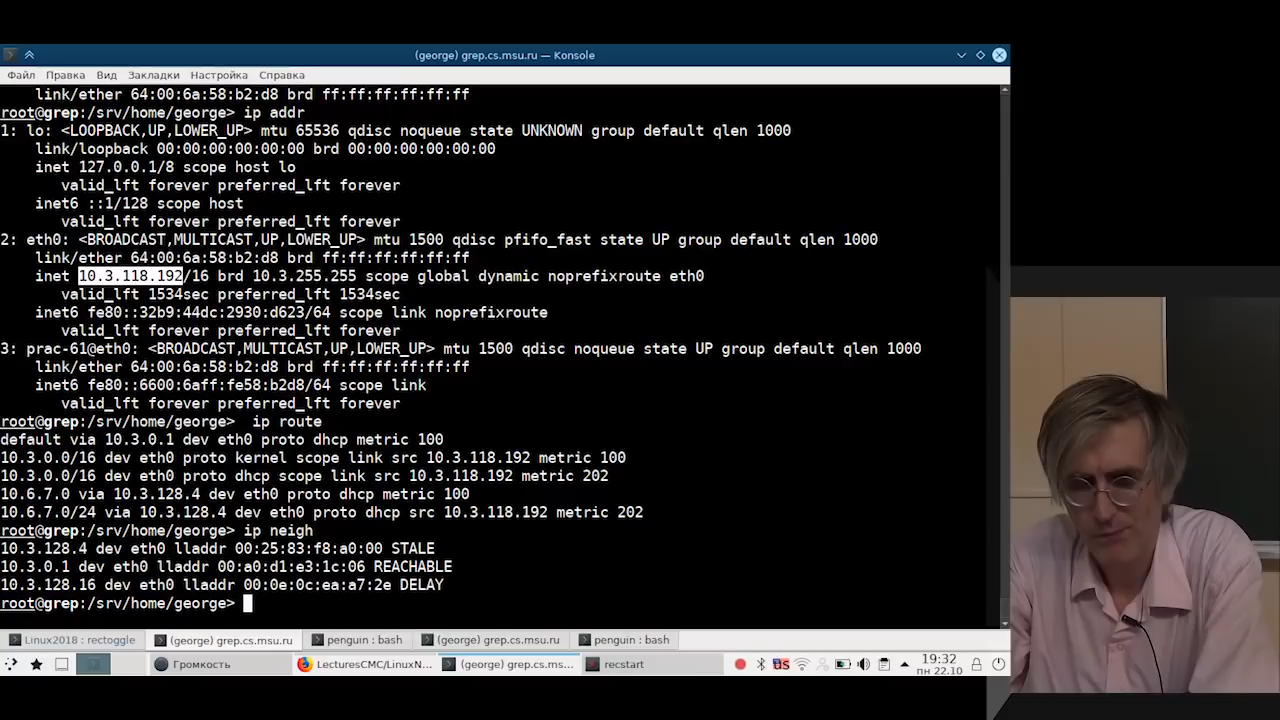 (george) grep.cs.msu.ru — Konsole
Файл Правка Вид Закладки Настройка Справка
link/ether 64:00:6a:58:b2:d8 brd ff:ff:ff:ff:ff:ff
root@grep:/srv/home/george> ip addr
1: lo: <LOOPBACK,UP,LOWER_UP> mtu 65536 qdisc noqueue state UNKNOWN group default qlen 1000
link/loopback 00:00:00:00:00:00 brd 00:00:00:00:00:00
inet 127.0.0.1/8 scope host lo
valid_lft forever preferred_lft forever
inet6 ::1/128 scope host
valid_lft forever preferred_lft forever
2: eth0: <BROADCAST,MULTICAST,UP,LOWER_UP> mtu 1500 qdisc pfifo_fast state UP group default qlen 1000
link/ether 64:00:6a:58:b2:d8 brd ff:ff:ff:ff:ff:ff
inet 10.3.118.192/16 brd 10.3.255.255 scope global dynamic noprefixroute eth0
valid_lft 1534sec preferred_lft 1534sec
inet6 fe80::32b9:44dc:2930:d623/64 scope link noprefixroute
valid_lft forever preferred_lft forever
3: prac-61@eth0: <BROADCAST,MULTICAST,UP,LOWER_UP> mtu 1500 qdisc noqueue state UP group default qlen 1000
link/ether 64:00:6a:58:b2:d8 brd ff:ff:ff:ff:ff:ff
inet6 fe80::6600:6aff:fe58:b2d8/64 scope link
valid_lft forever preferred_lft forever
root@grep:/srv/home/george>  ip route
default via 10.3.0.1 dev eth0 proto dhcp metric 100
10.3.0.0/16 dev eth0 proto kernel scope link src 10.3.118.192 metric 100
10.3.0.0/16 dev eth0 proto dhcp scope link src 10.3.118.192 metric 202
10.6.7.0 via 10.3.128.4 dev eth0 proto dhcp metric 100
10.6.7.0/24 via 10.3.128.4 dev eth0 proto dhcp src 10.3.118.192 metric 202
root@grep:/srv/home/george> ip neigh
10.3.128.4 dev eth0 lladdr 00:25:83:f8:a0:00 STALE
10.3.0.1 dev eth0 lladdr 00:a0:d1:e3:1c:06 REACHABLE
10.3.128.16 dev eth0 lladdr 00:0e:0c:ea:a7:2e DELAY
root@grep:/srv/home/george>
Linux2018 : rectoggle (george) grep.cs.msu.ru penguin : bash (george) grep.cs.msu.ru penguin : bash
Громкость LecturesCMC/LinuxN... (george) grep.cs.ms... recstart US 19:32
пн 22.10